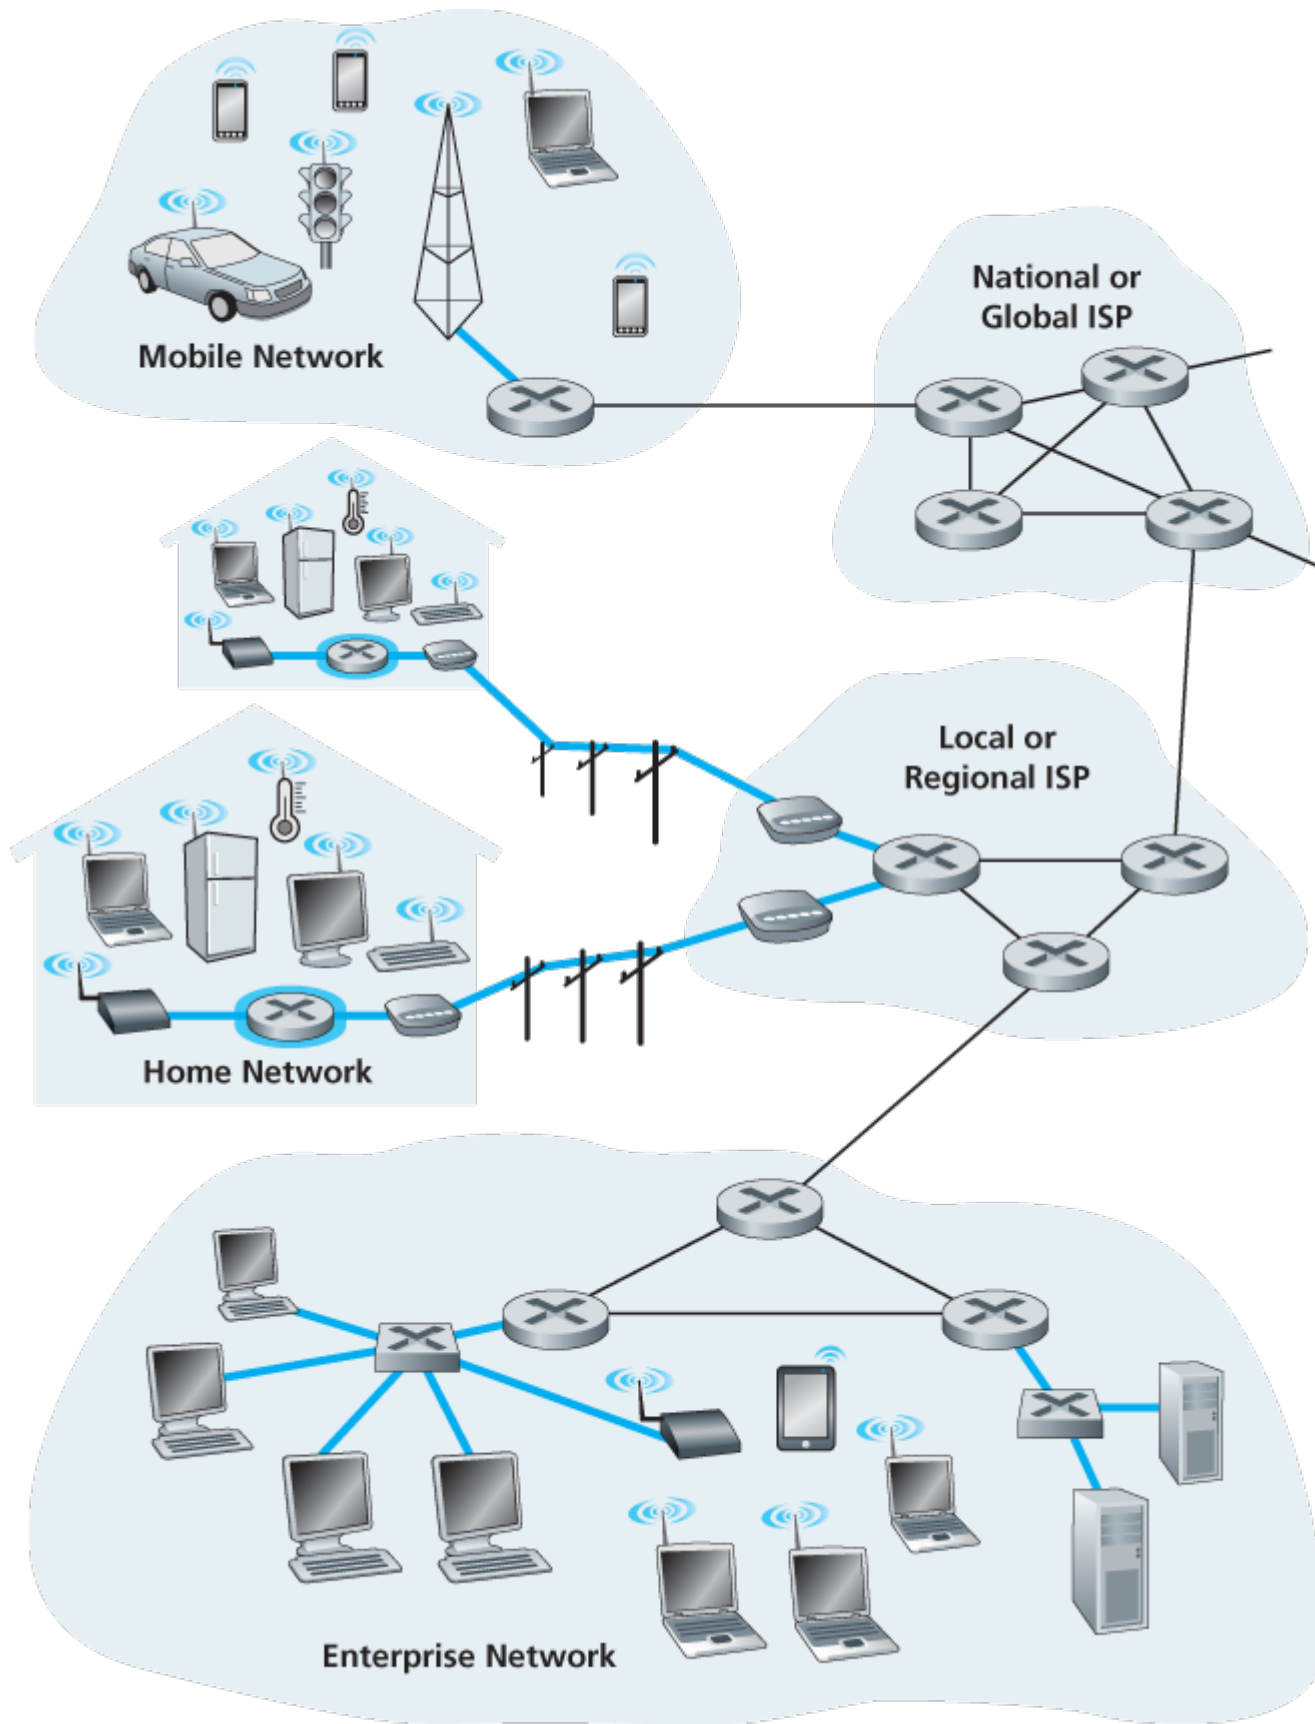 National or
Global ISP
Mobile Network
Local or
Regional ISP
Home Network
Enterprise Network